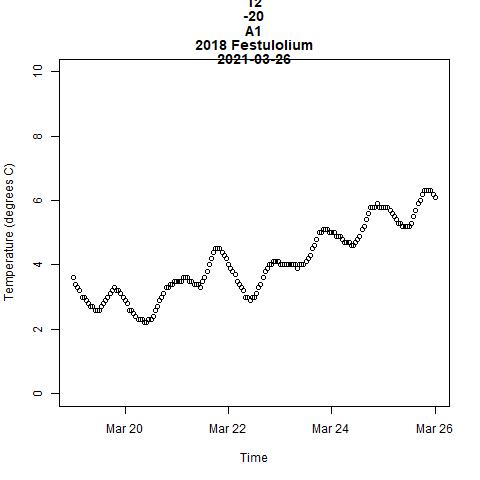 T2
-20
A1
2018 Festulolium
2021-03-26
10
8
6
4
2
0
Temperature (degrees C)
Mar 20
Mar 22
Mar 24
Mar 26
Time